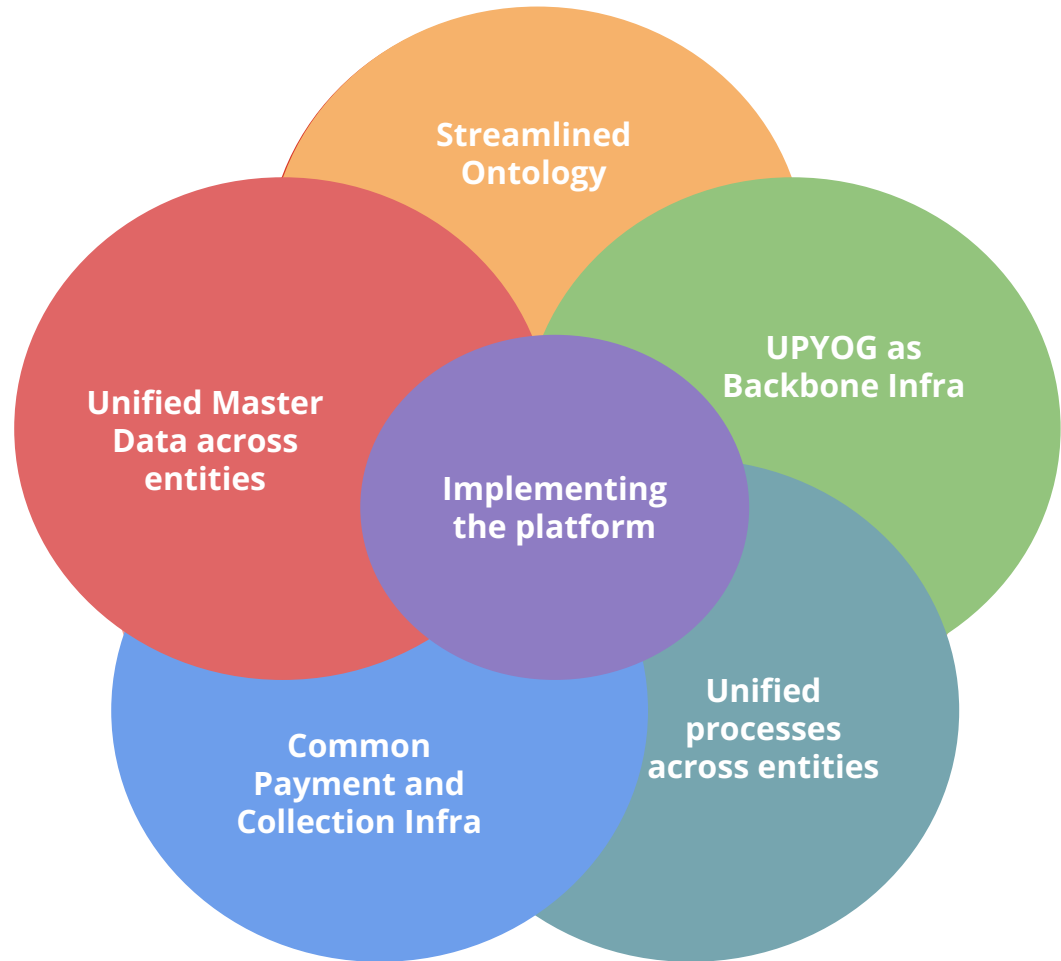 Streamlined
Ontology
UPYOG as
Backbone Infra
Unified Master
Data across
entities
Implementing
the platform
Unified
processes
across entities
Common
Payment and
Collection Infra